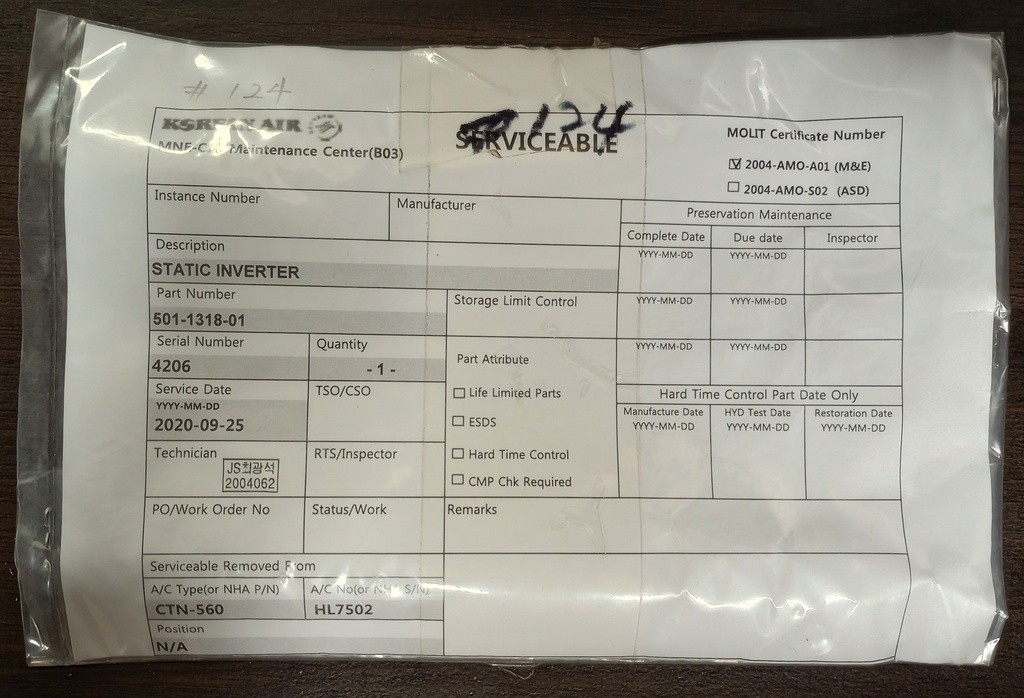 # 124
124
KOREAN AIR
Maintenance Center(B03)
SERVICEABLE
MOLIT Certificate Number
☑ 2004-AMO-A01 (M&E)
☐ 2004-AMO-S02 (ASD)
Instance Number
Manufacturer
Preservation Maintenance
Complete Date Due date Inspector
YYYY-MM-DD YYYY-MM-DD
Description
STATIC INVERTER
Part Number
501-1318-01
Storage Limit Control
YYYY-MM-DD YYYY-MM-DD
Serial Number
4206
Quantity
- 1 -
YYYY-MM-DD YYYY-MM-DD
Service Date
YYYY-MM-DD
2020-09-25
TSO/CSO
Part Attribute
☐ Life Limited Parts
☐ ESDS
☐ Hard Time Control
☐ CMP Chk Required
Hard Time Control Part Date Only
Manufacture Date HYD Test Date Restoration Date
YYYY-MM-DD YYYY-MM-DD YYYY-MM-DD
Technician
JS최광석
2004062
RTS/Inspector
PO/Work Order No
Status/Work
Remarks
Serviceable Removed From
A/C Type(or NHA P/N)
CTN-560
A/C No(or NHA S/N)
HL7502
Position
N/A